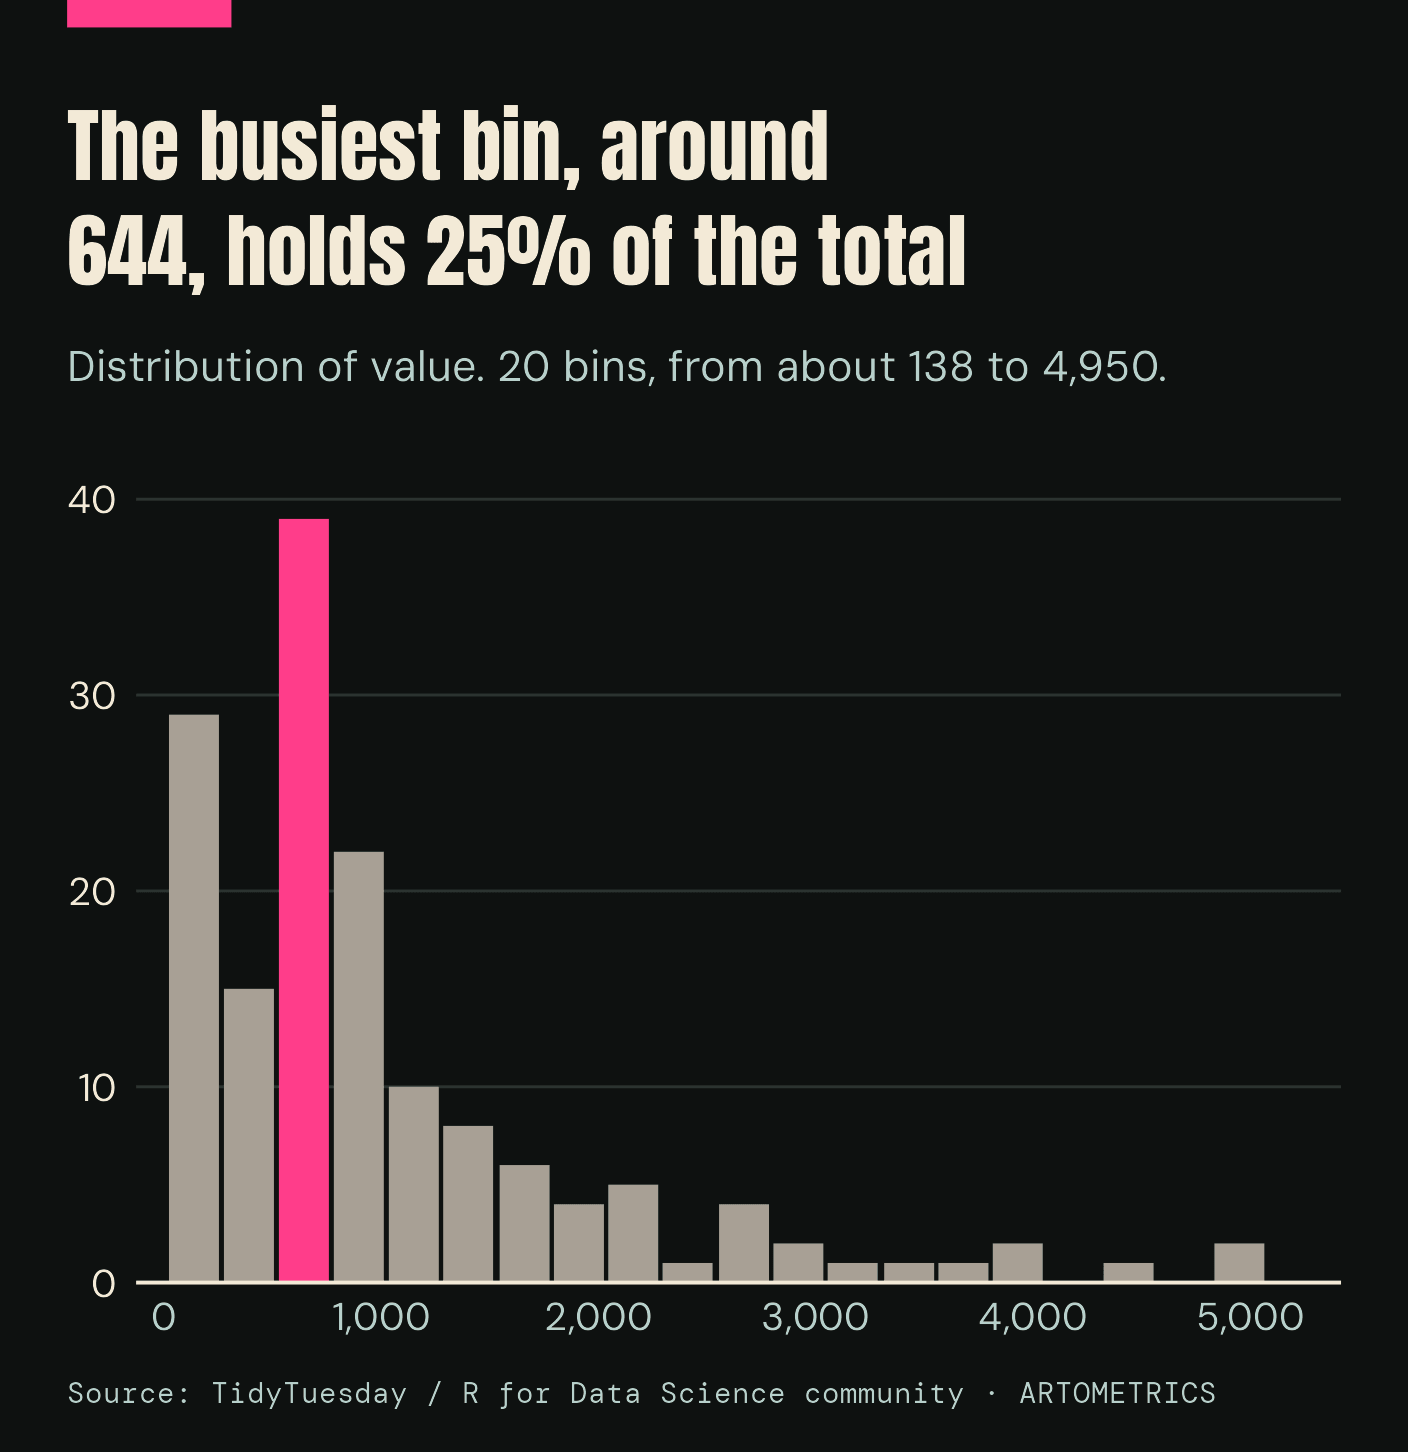 The busiest bin, around
644, holds 25% of the total
Distribution of value. 20 bins, from about 138 to 4,950.
40
30
20
10
0
0 1,000 2,000 3,000 4,000 5,000
Source: TidyTuesday / R for Data Science community · ARTOMETRICS